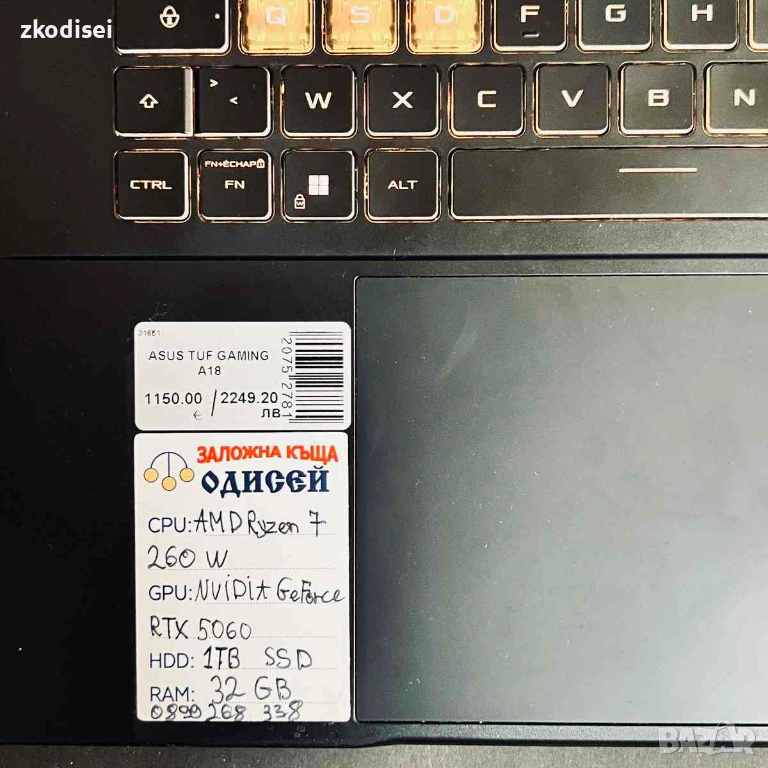 zkodisei
Q S D F G H
> < W X C V B N
FN+ECHAP
CTRL FN W ALT
21651
ASUS TUF GAMING
A18
1150.00 / 2249.20
€ ЛВ
2075 2781
ЗАЛОЖНА КЪЩА
ОДИСЕЙ
CPU: AMD Ryzen 7
260 W
GPU: NVIDIA GeForce
RTX 5060
HDD: 1TB SSD
RAM: 32 GB
0890 268 338
BAZAR